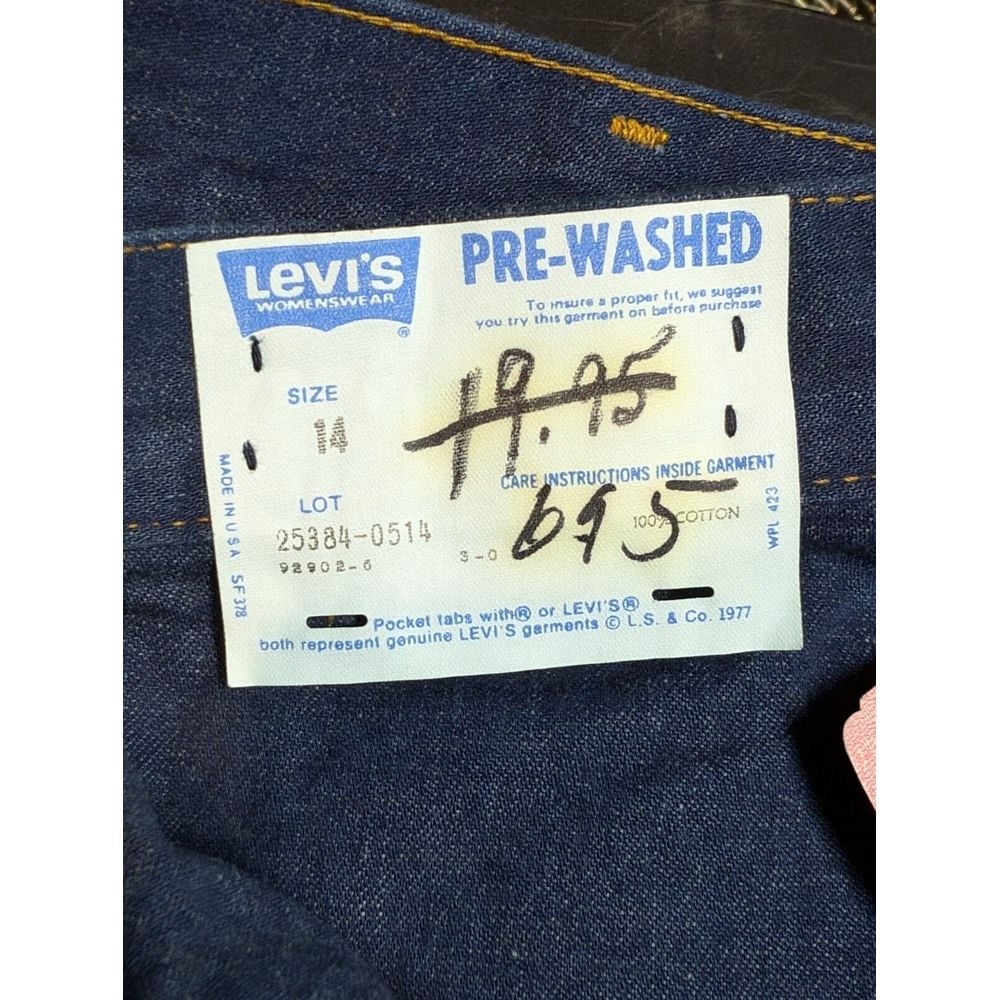 LEVI'S
WOMENSWEAR
®
PRE-WASHED
To insure a proper fit, we suggest
you try this garment on before purchase
SIZE
14
19.95
CARE INSTRUCTIONS INSIDE GARMENT
LOT
25384-0514
92902-6
3-0
695
100% COTTON
MADE IN U S A SF 378
WPL 423
Pocket tabs with ® or LEVI'S®
both represent genuine LEVI'S garments © L.S. & Co. 1977